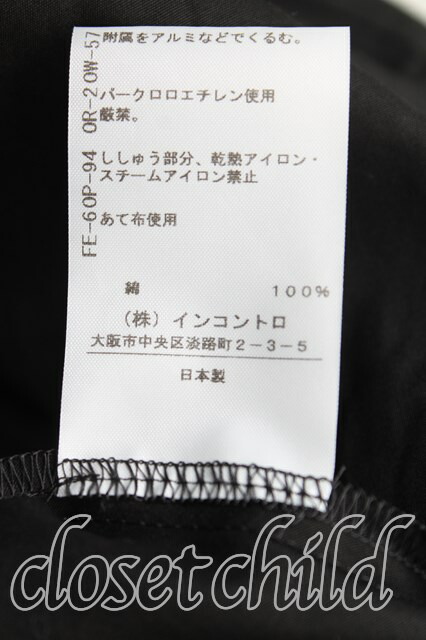 附属をアルミなどでくるむ。
パークロロエチレン使用
厳禁。
ししゅう部分、乾熱アイロン・
スチームアイロン禁止
あて布使用
綿 100%
(株)インコントロ
大阪市中央区淡路町2-3-5
日本製
FE-60P-94 OR-20W-57
closet child